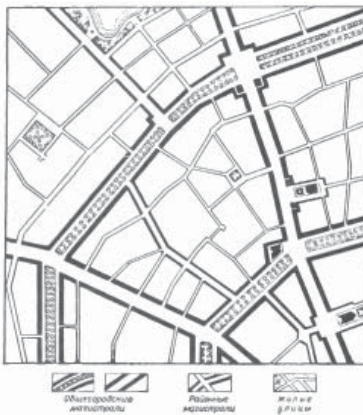 Общегородские
магистрали
Районные
магистрали
жилые
улицы